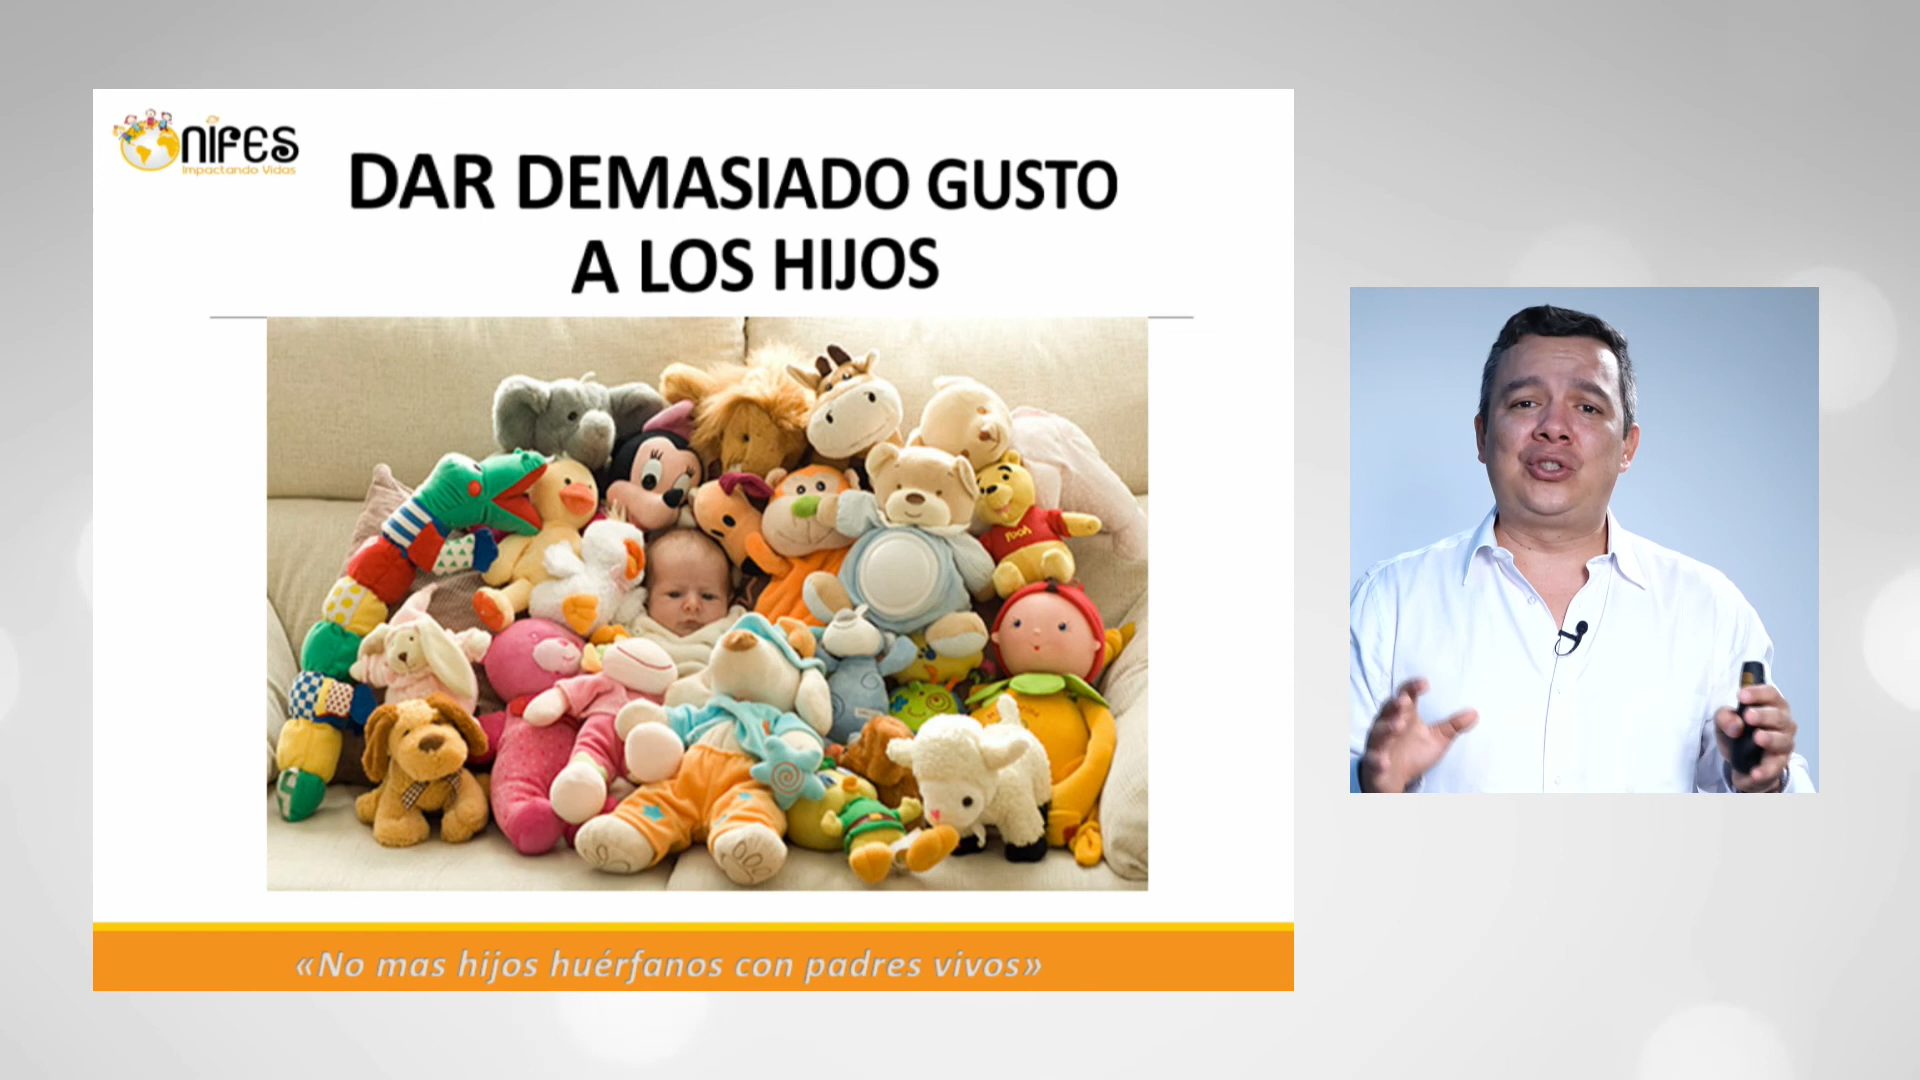 NIFES
Impactando Vidas
DAR DEMASIADO GUSTO
A LOS HIJOS
POOH
«No mas hijos huérfanos con padres vivos»